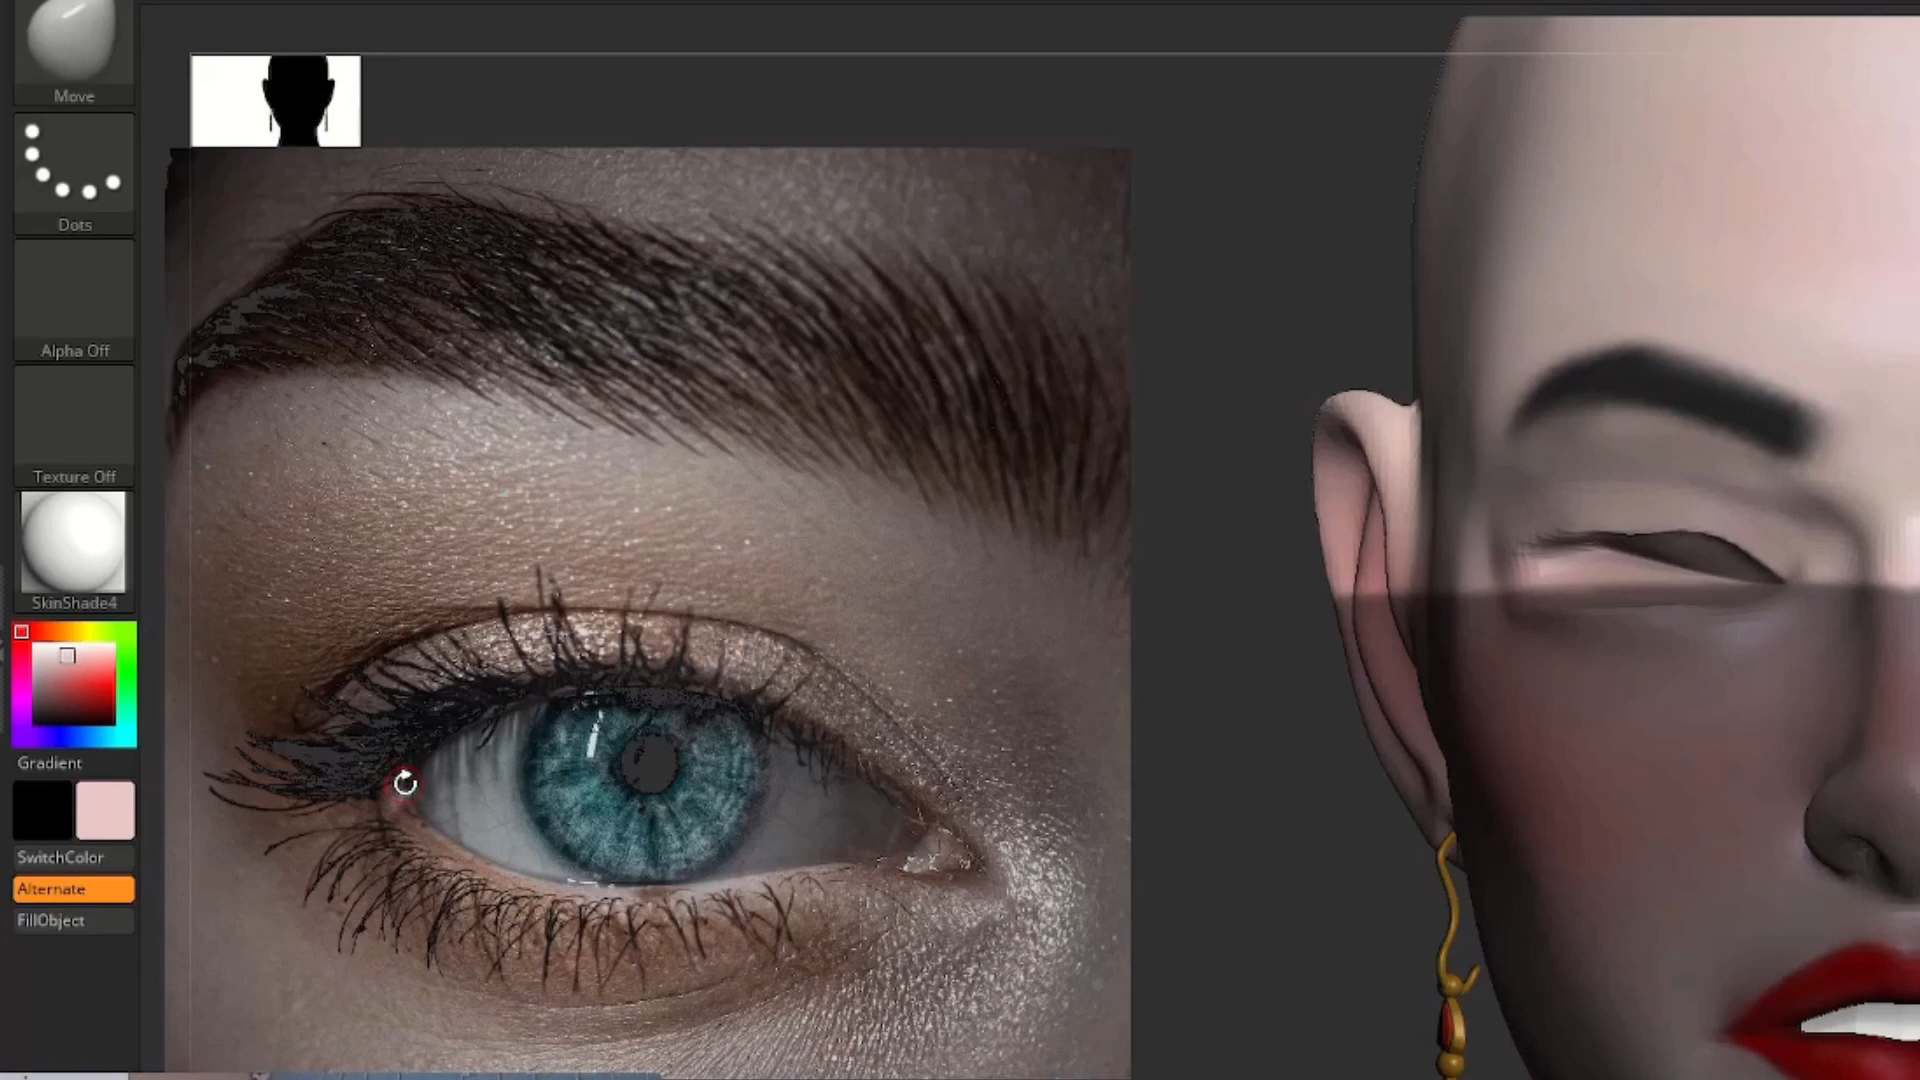 Move
Dots
Alpha Off
Texture Off
SkinShade4
Gradient
SwitchColor
Alternate
FillObject